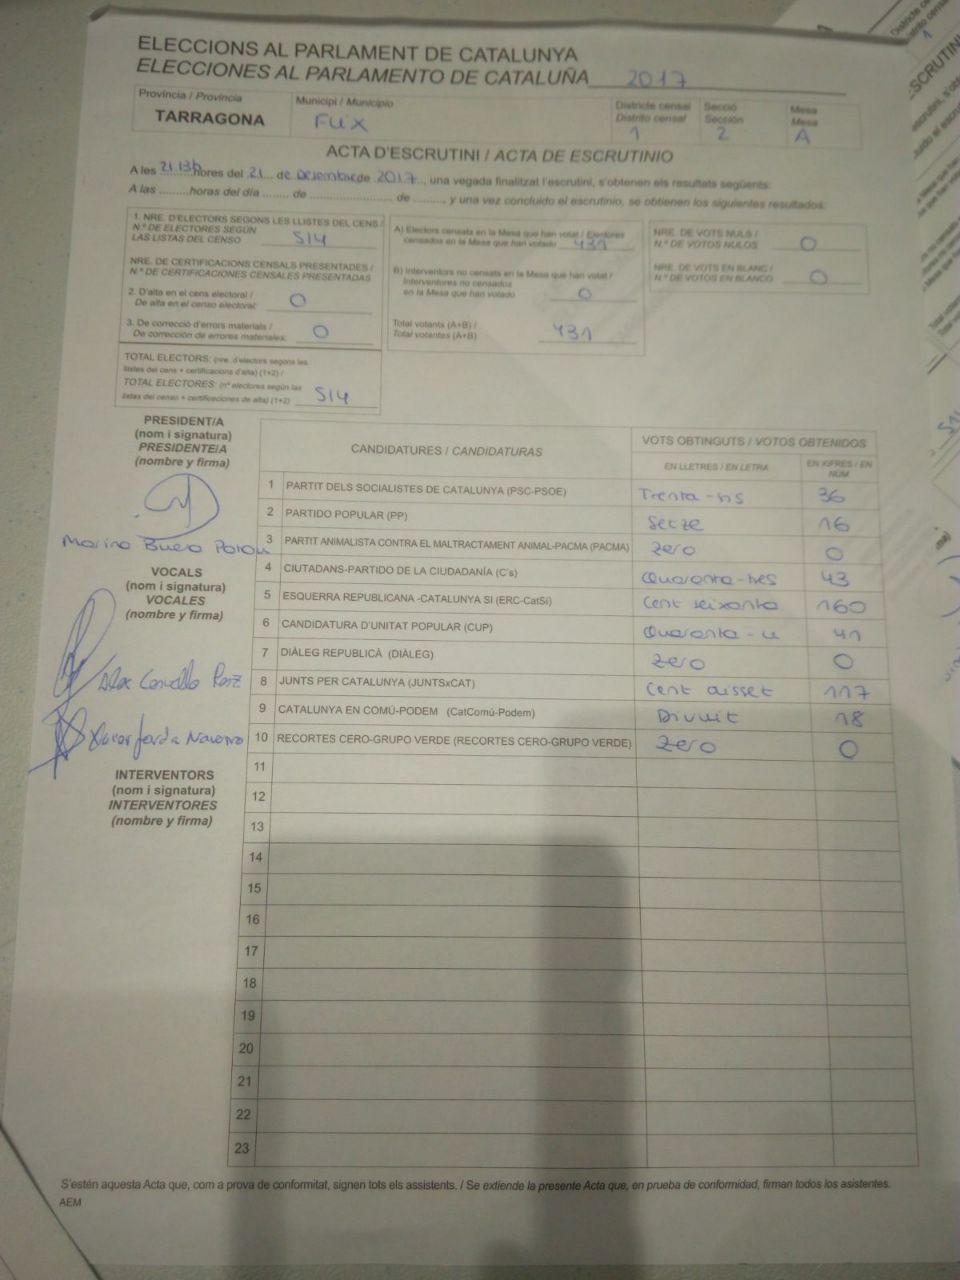 ELECCIONS AL PARLAMENT DE CATALUNYA
ELECCIONES AL PARLAMENTO DE CATALUÑA 2017
Província / Provincia
TARRAGONA
Municipi / Municipio
FLIX
Districte censal
Distrito censal
1
Secció
Sección
2
Mesa
Mesa
A
ACTA D'ESCRUTINI / ACTA DE ESCRUTINIO
A les 21.13h hores del 21 de Desembre de 2017, una vegada finalitzat l'escrutini, s'obtenen els resultats següents:
A las .........horas del día ...... de .................... de ........, y una vez concluido el escrutinio, se obtienen los siguientes resultados:
1. NRE. D'ELECTORS SEGONS LES LLISTES DEL CENS /
N.º DE ELECTORES SEGÚN
LAS LISTAS DEL CENSO 514
NRE. DE CERTIFICACIONS CENSALS PRESENTADES /
N.º DE CERTIFICACIONES CENSALES PRESENTADAS
2. D'alta en el cens electoral /
De alta en el censo electoral: 0
3. De correcció d'errors materials /
De corrección de errores materiales: 0
TOTAL ELECTORS: (nre. d'electors segons les
llistes del cens + certificacions d'alta) (1+2) /
TOTAL ELECTORES: (nº electores según las
listas del censo + certificaciones de alta) (1+2) 514
A) Electors censats en la Mesa que han votat / Electores
censados en la Mesa que han votado 431
B) Interventors no censats en la Mesa que han votat /
Interventores no censados
en la Mesa que han votado 0
Total votants (A+B) /
Total votantes (A+B) 431
NRE. DE VOTS NULS /
N.º DE VOTOS NULOS 0
NRE. DE VOTS EN BLANC /
N.º DE VOTOS EN BLANCO 0
PRESIDENT/A
(nom i signatura)
PRESIDENTE/A
(nombre y firma)
VOCALS
(nom i signatura)
VOCALES
(nombre y firma)
INTERVENTORS
(nom i signatura)
INTERVENTORES
(nombre y firma)
CANDIDATURES / CANDIDATURAS
VOTS OBTINGUTS / VOTOS OBTENIDOS
EN LLETRES / EN LETRA
EN XIFRES / EN NÚM
1 PARTIT DELS SOCIALISTES DE CATALUNYA (PSC-PSOE) Trenta-sis 36
2 PARTIDO POPULAR (PP) Setze 16
3 PARTIT ANIMALISTA CONTRA EL MALTRACTAMENT ANIMAL-PACMA (PACMA) Zero 0
4 CIUTADANS-PARTIDO DE LA CIUDADANÍA (C's) Quaranta-tres 43
5 ESQUERRA REPUBLICANA -CATALUNYA SI (ERC-CatSí) Cent seixanta 160
6 CANDIDATURA D'UNITAT POPULAR (CUP) Quaranta-u 41
7 DIÀLEG REPUBLICÀ (DIÀLEG) Zero 0
8 JUNTS PER CATALUNYA (JUNTSxCAT) Cent disset 117
9 CATALUNYA EN COMÚ-PODEM (CatComú-Podem) Divuit 18
10 RECORTES CERO-GRUPO VERDE (RECORTES CERO-GRUPO VERDE) Zero 0
11
12
13
14
15
16
17
18
19
20
21
22
23
S'estén aquesta Acta que, com a prova de conformitat, signen tots els assistents. / Se extiende la presente Acta que, en prueba de conformidad, firman todos los asistentes.
AEM